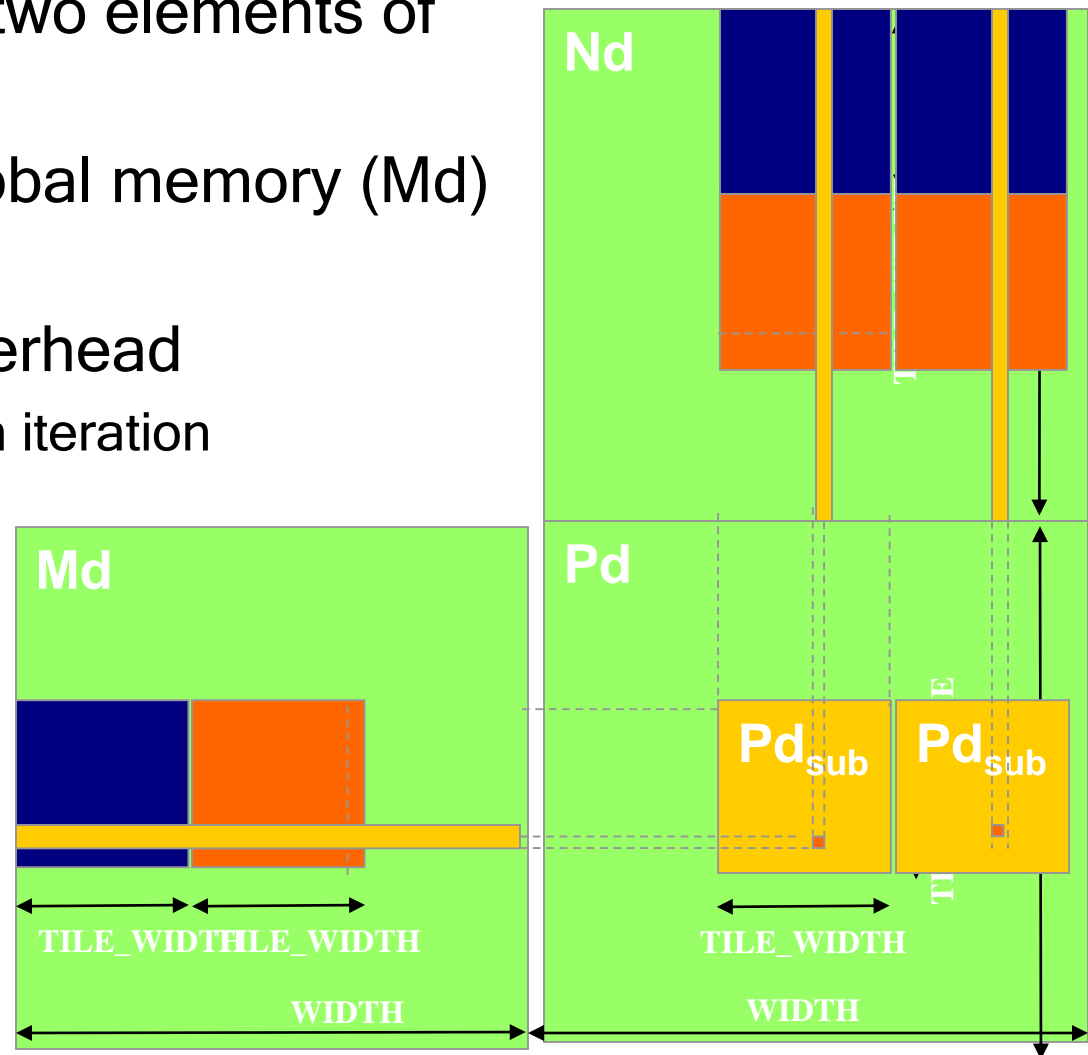 two elements of
obal memory (Md)
erhead
iteration
Nd
Md
Pd
Pdsub
Pdsub
TILE_WIDTH
TILE_WIDTH
TILE_WIDTH
WIDTH
WIDTH